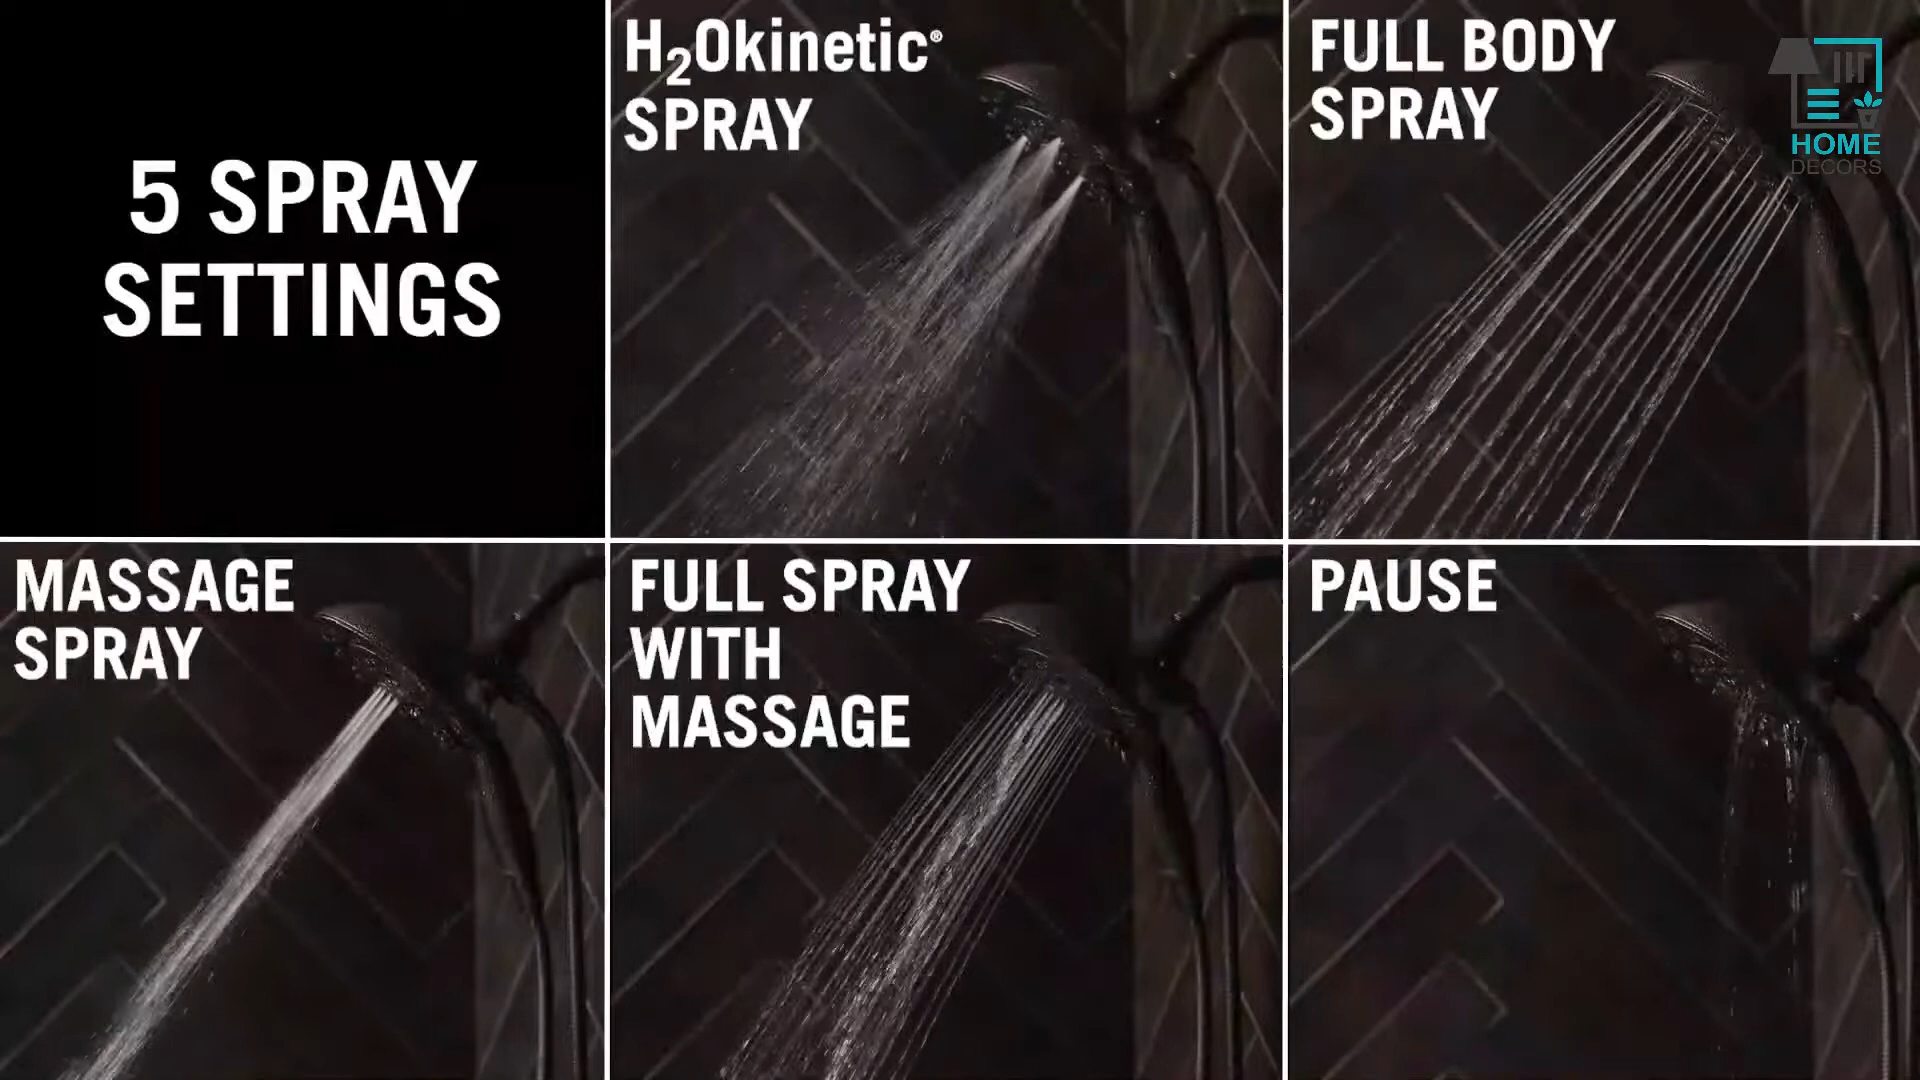 5 SPRAY
SETTINGS
H₂Okinetic®
SPRAY
FULL BODY
SPRAY
HOME
DECORS
MASSAGE
SPRAY
FULL SPRAY
WITH
MASSAGE
PAUSE